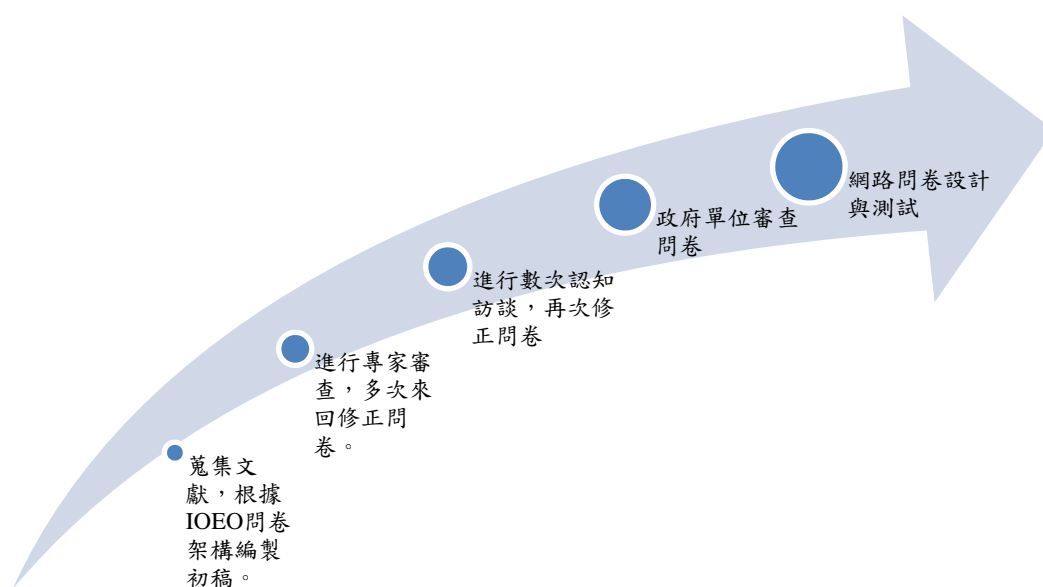 蒐集文
獻，根據
IOEO問卷
架構編製
初稿。
進行專家審
查，多次來
回修正問
卷。
進行數次認知
訪談，再次修
正問卷
政府單位審查
問卷
網路問卷設計
與測試